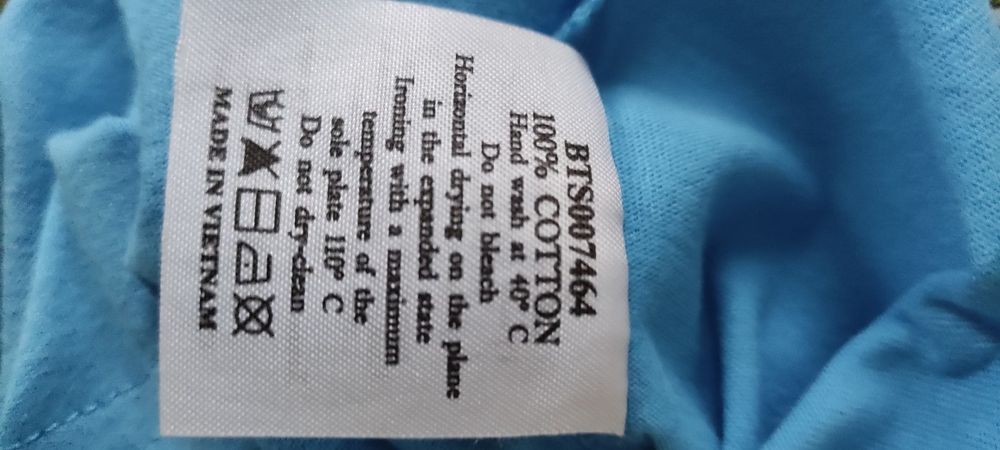 BTS007464
100% COTTON
Hand wash at 40° C
Do not bleach
Horizontal drying on the plane
in the expanded state
Ironing with a maximum
temperature of the
sole plate 110° C
Do not dry-clean
MADE IN VIETNAM